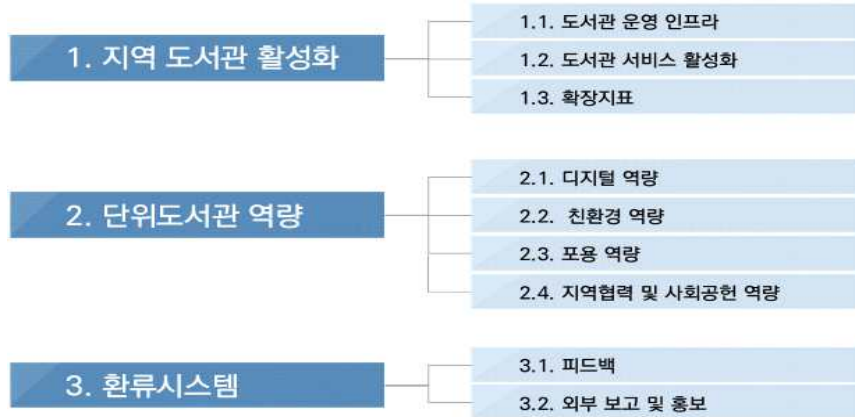 1. 지역 도서관 활성화
1.1. 도서관 운영 인프라
1.2. 도서관 서비스 활성화
1.3. 확장지표
2. 단위도서관 역량
2.1. 디지털 역량
2.2. 친환경 역량
2.3. 포용 역량
2.4. 지역협력 및 사회공헌 역량
3. 환류시스템
3.1. 피드백
3.2. 외부 보고 및 홍보